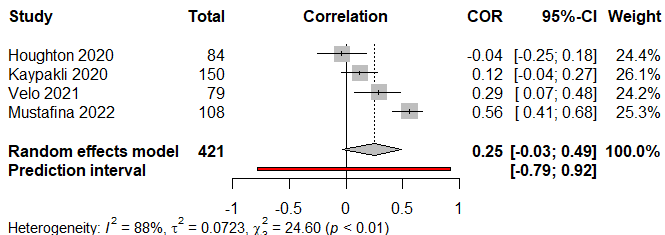 Study Total Correlation COR 95%-CI Weight
Houghton 2020 84 -0.04 [-0.25; 0.18] 24.4%
Kaypakli 2020 150 0.12 [-0.04; 0.27] 26.1%
Velo 2021 79 0.29 [ 0.07; 0.48] 24.2%
Mustafina 2022 108 0.56 [ 0.41; 0.68] 25.3%
Random effects model 421 0.25 [-0.03; 0.49] 100.0%
Prediction interval [-0.79; 0.92]
-1 -0.5 0 0.5 1
Heterogeneity: I² = 88%, τ² = 0.0723, χ²₃ = 24.60 (p < 0.01)